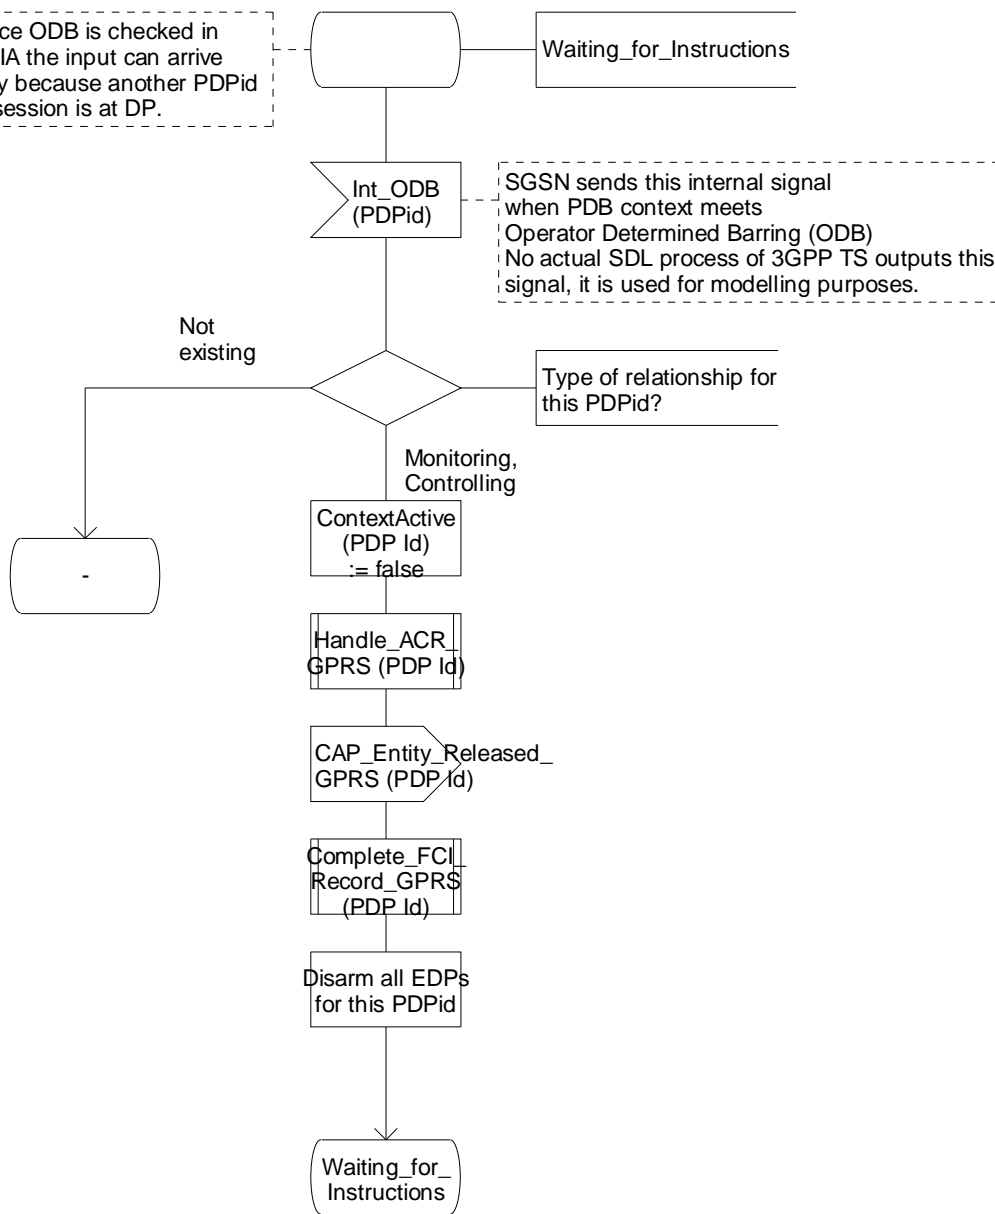 ce ODB is checked in
IA the input can arrive
y because another PDPid
session is at DP.
Waiting_for_Instructions
Int_ODB
(PDPid)
SGSN sends this internal signal
when PDB context meets
Operator Determined Barring (ODB)
No actual SDL process of 3GPP TS outputs this
signal, it is used for modelling purposes.
Not
existing
Type of relationship for
this PDPid?
Monitoring,
Controlling
ContextActive
(PDP Id)
:= false
-
Handle_ACR_
GPRS (PDP Id)
CAP_Entity_Released_
GPRS (PDP Id)
Complete_FCI_
Record_GPRS
(PDP Id)
Disarm all EDPs
for this PDPid
Waiting_for_
Instructions